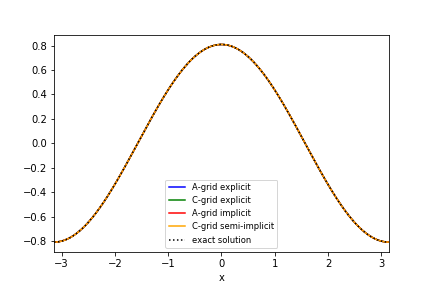 0.8
0.6
0.4
0.2
0.0
−0.2
−0.4
−0.6
−0.8
A-grid explicit
C-grid explicit
A-grid implicit
C-grid semi-implicit
exact solution
−3 −2 −1 0 1 2 3
x